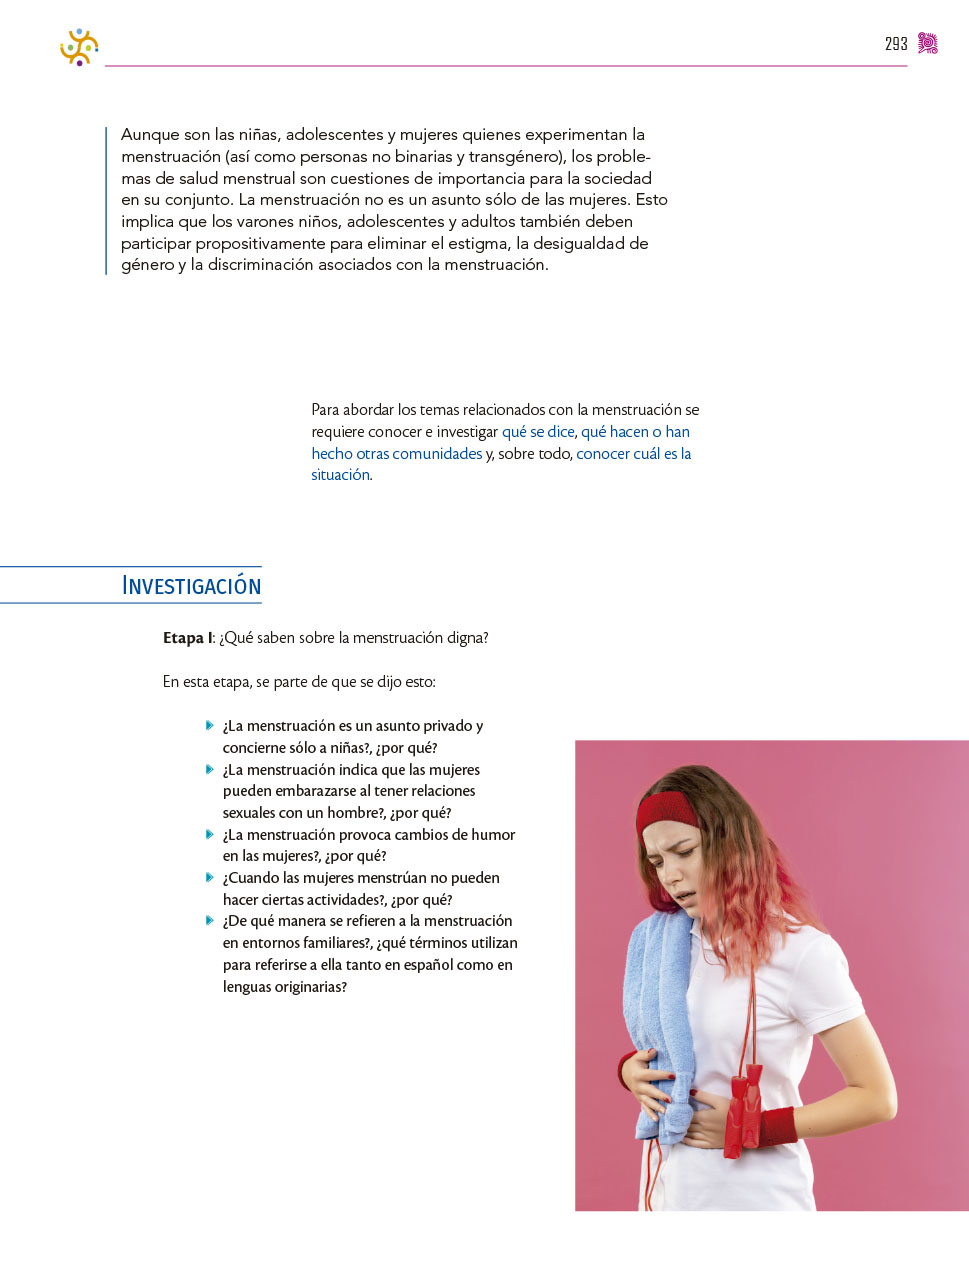 293
Aunque son las niñas, adolescentes y mujeres quienes experimentan la
menstruación (así como personas no binarias y transgénero), los proble-
mas de salud menstrual son cuestiones de importancia para la sociedad
en su conjunto. La menstruación no es un asunto sólo de las mujeres. Esto
implica que los varones niños, adolescentes y adultos también deben
participar propositivamente para eliminar el estigma, la desigualdad de
género y la discriminación asociados con la menstruación.
Para abordar los temas relacionados con la menstruación se
requiere conocer e investigar qué se dice, qué hacen o han
hecho otras comunidades y, sobre todo, conocer cuál es la
situación.
Investigación
Etapa I: ¿Qué saben sobre la menstruación digna?
En esta etapa, se parte de que se dijo esto:
¿La menstruación es un asunto privado y
concierne sólo a niñas?, ¿por qué?
¿La menstruación indica que las mujeres
pueden embarazarse al tener relaciones
sexuales con un hombre?, ¿por qué?
¿La menstruación provoca cambios de humor
en las mujeres?, ¿por qué?
¿Cuando las mujeres menstrúan no pueden
hacer ciertas actividades?, ¿por qué?
¿De qué manera se refieren a la menstruación
en entornos familiares?, ¿qué términos utilizan
para referirse a ella tanto en español como en
lenguas originarias?